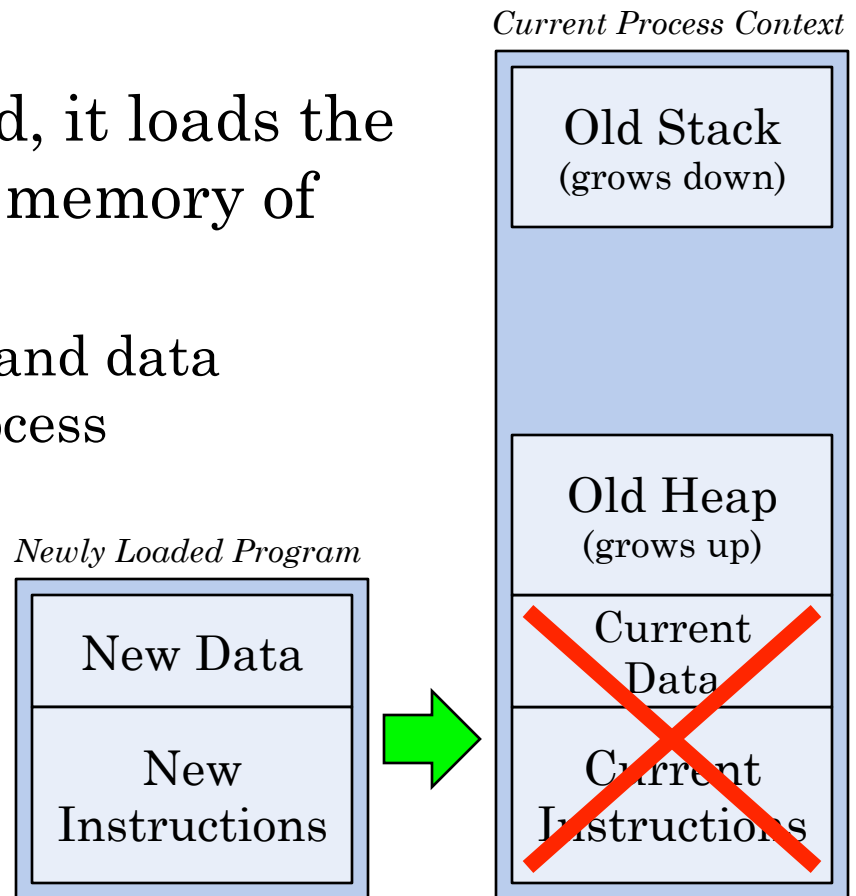 Current Process Context
d, it loads the
memory of
and data
ocess
Old Stack
(grows down)
Old Heap
(grows up)
Current
Data
Current
Instructions
Newly Loaded Program
New Data
New
Instructions